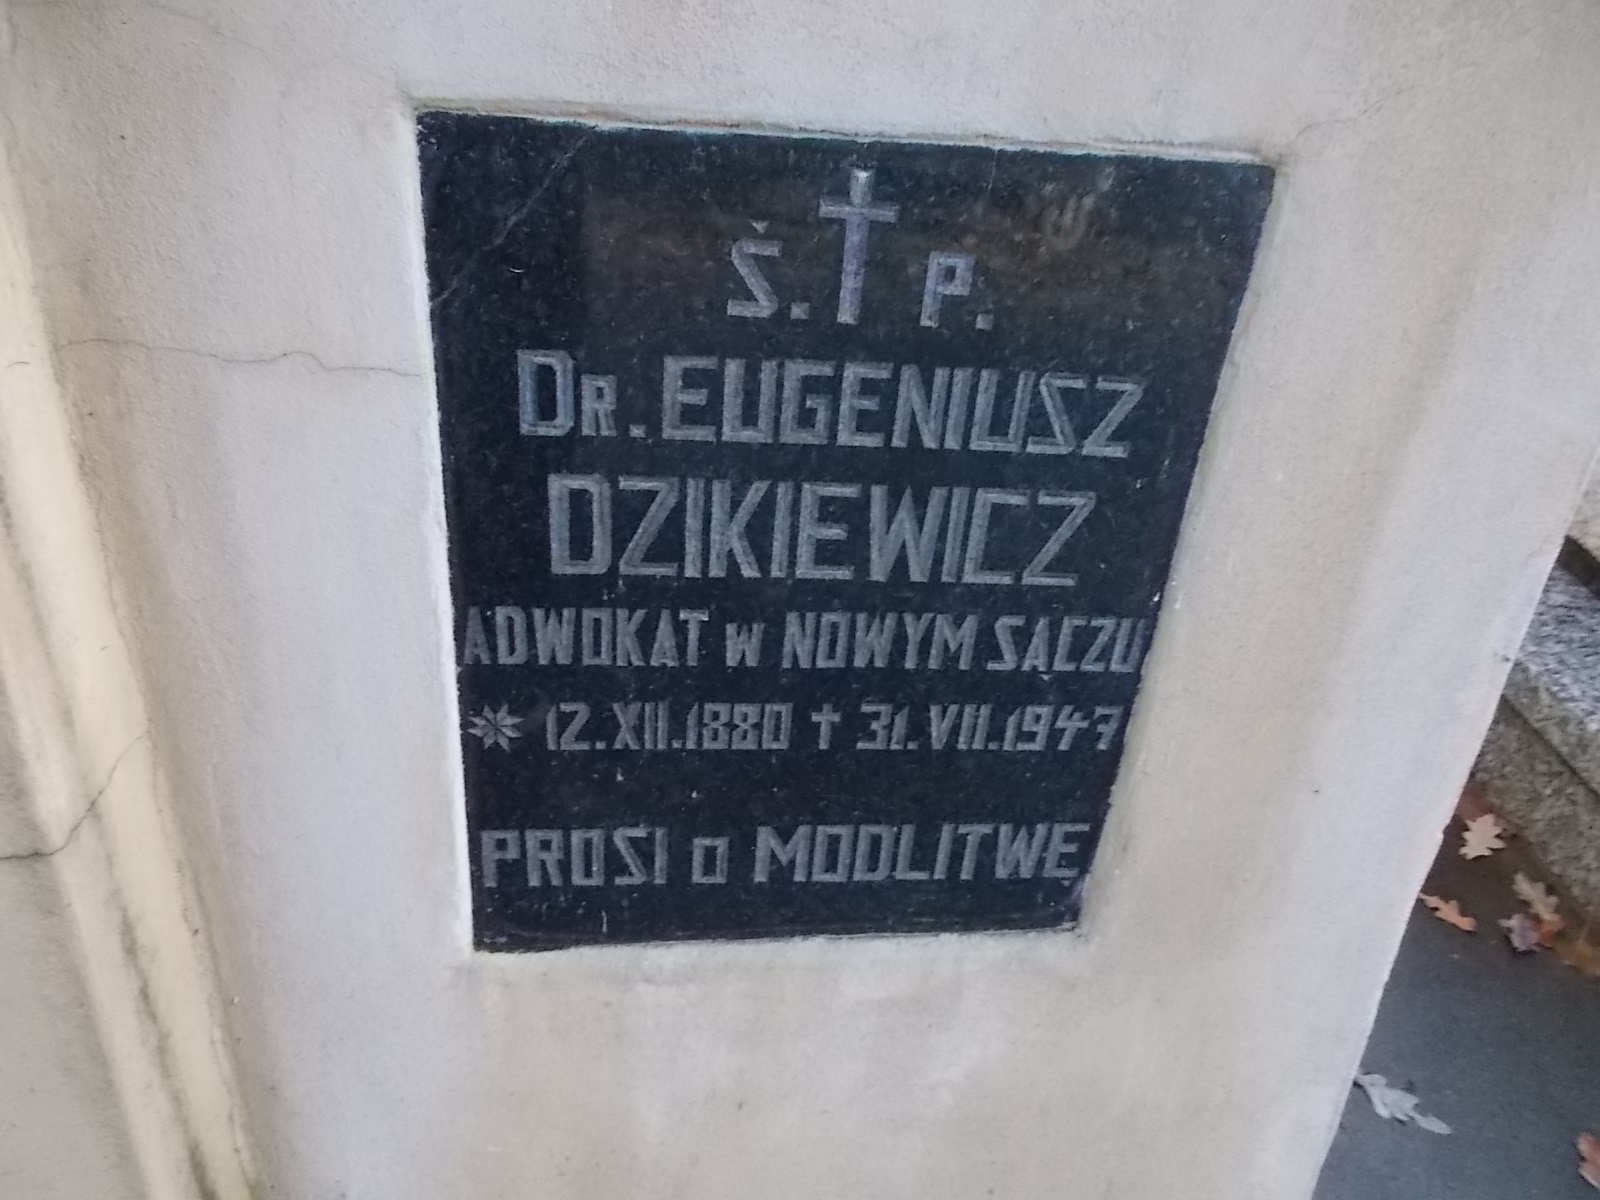 Ś. † P.
DR. EUGENIUSZ
DZIKIEWICZ
ADWOKAT W NOWYM SĄCZU
* 12.XII.1880 † 31.VII.1947
PROSI O MODLITWĘ